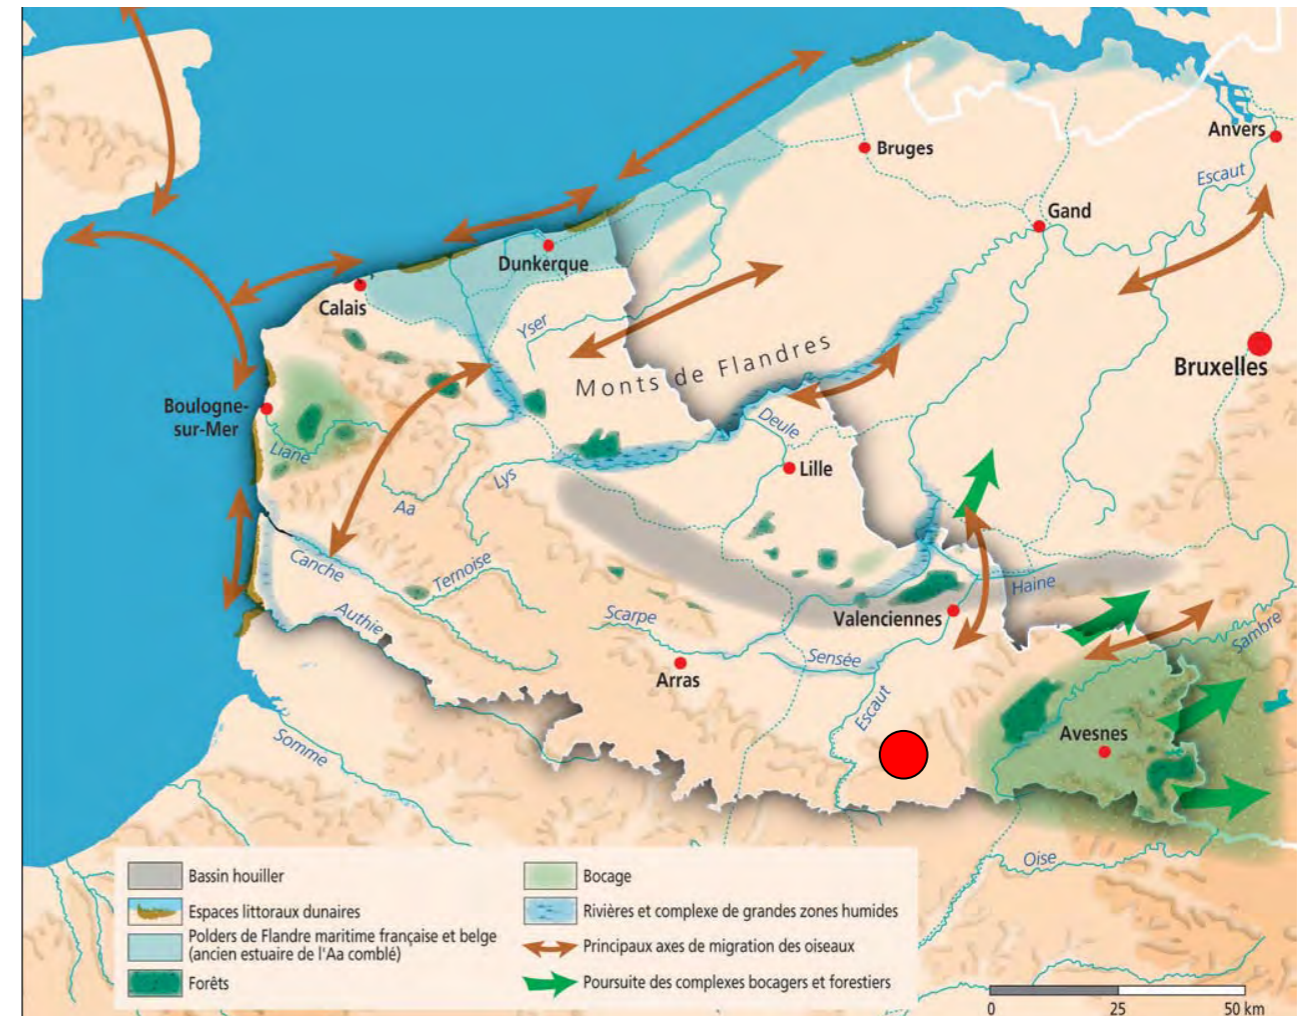 Anvers
Bruges
Escaut
Gand
Dunkerque
Calais
Yser
Monts de Flandres
Bruxelles
Boulogne-
sur-Mer
Deule
Liane
Lille
Lys
Aa
Canche
Ternoise
Haine
Authie
Scarpe
Valenciennes
Sambre
Sensée
Arras
Escaut
Avesnes
Somme
Oise
Bassin houiller
Espaces littoraux dunaires
Polders de Flandre maritime française et belge
(ancien estuaire de l'Aa comblé)
Forêts
Bocage
Rivières et complexe de grandes zones humides
Principaux axes de migration des oiseaux
Poursuite des complexes bocagers et forestiers
0 25 50 km